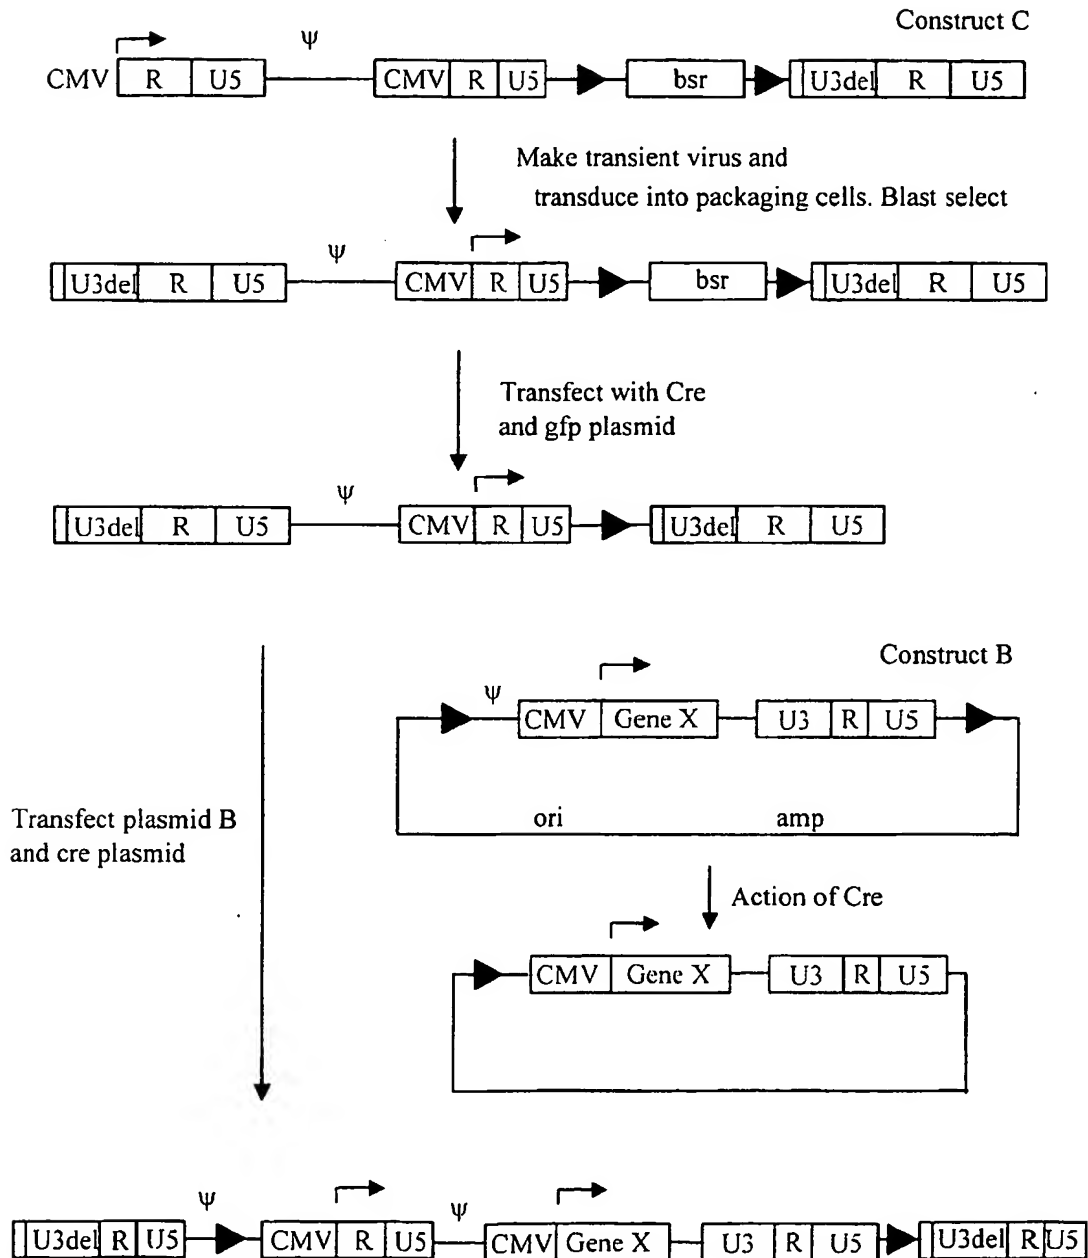 Construct C
ψ
CMV R U5 CMV R U5 bsr U3del R U5
Make transient virus and
transduce into packaging cells. Blast select
ψ
U3del R U5 CMV R U5 bsr U3del R U5
Transfect with Cre
and gfp plasmid
ψ
U3del R U5 CMV R U5 U3del R U5
Construct B
ψ
CMV Gene X U3 R U5
ori amp
Transfect plasmid B
and cre plasmid
Action of Cre
CMV Gene X U3 R U5
ψ ψ
U3del R U5 CMV R U5 CMV Gene X U3 R U5 U3del R U5